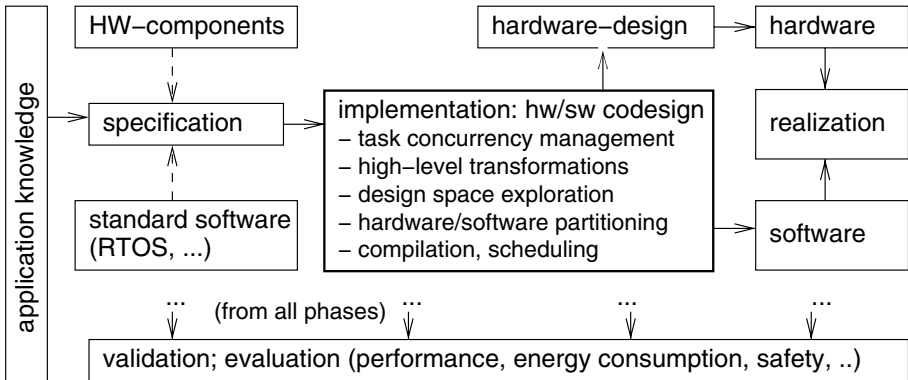 application knowledge
HW–components
hardware–design
hardware
specification
implementation: hw/sw codesign
– task concurrency management
– high–level transformations
– design space exploration
– hardware/software partitioning
– compilation, scheduling
realization
standard software
(RTOS, ...)
software
... (from all phases) ... ... ...
validation; evaluation (performance, energy consumption, safety, ..)